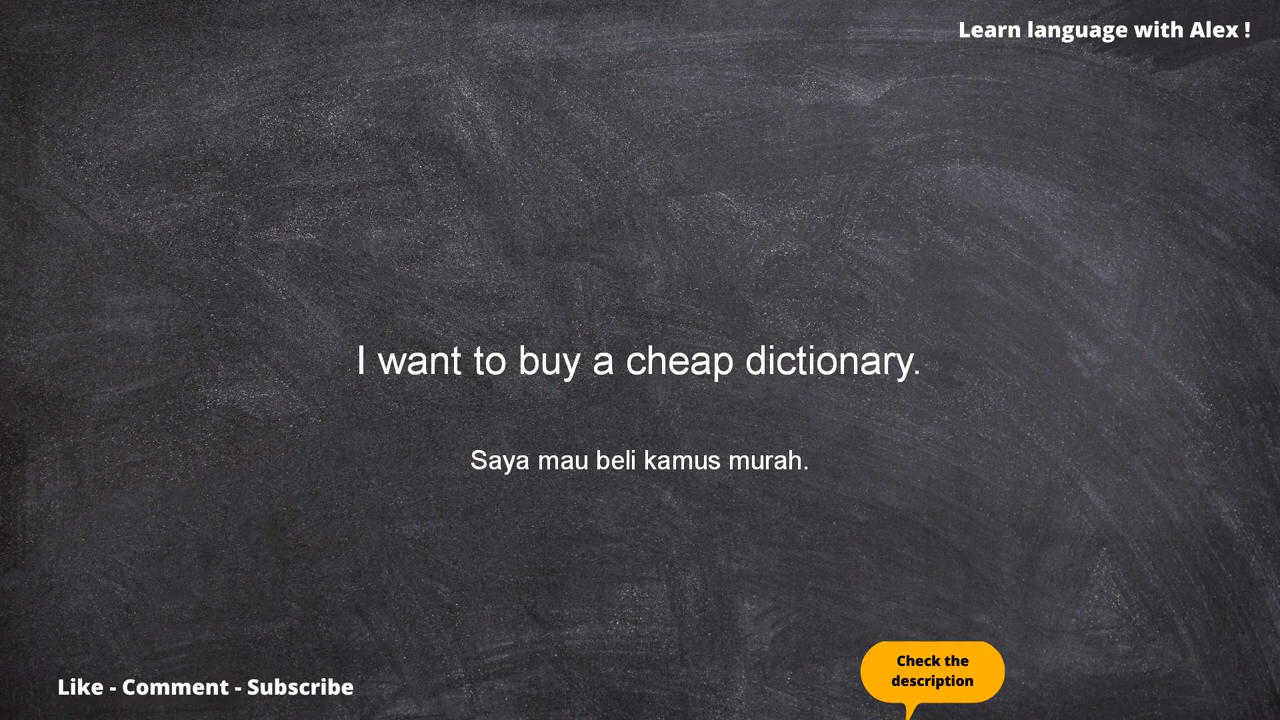 Learn language with Alex !
I want to buy a cheap dictionary.
Saya mau beli kamus murah.
Check the
description
Like - Comment - Subscribe